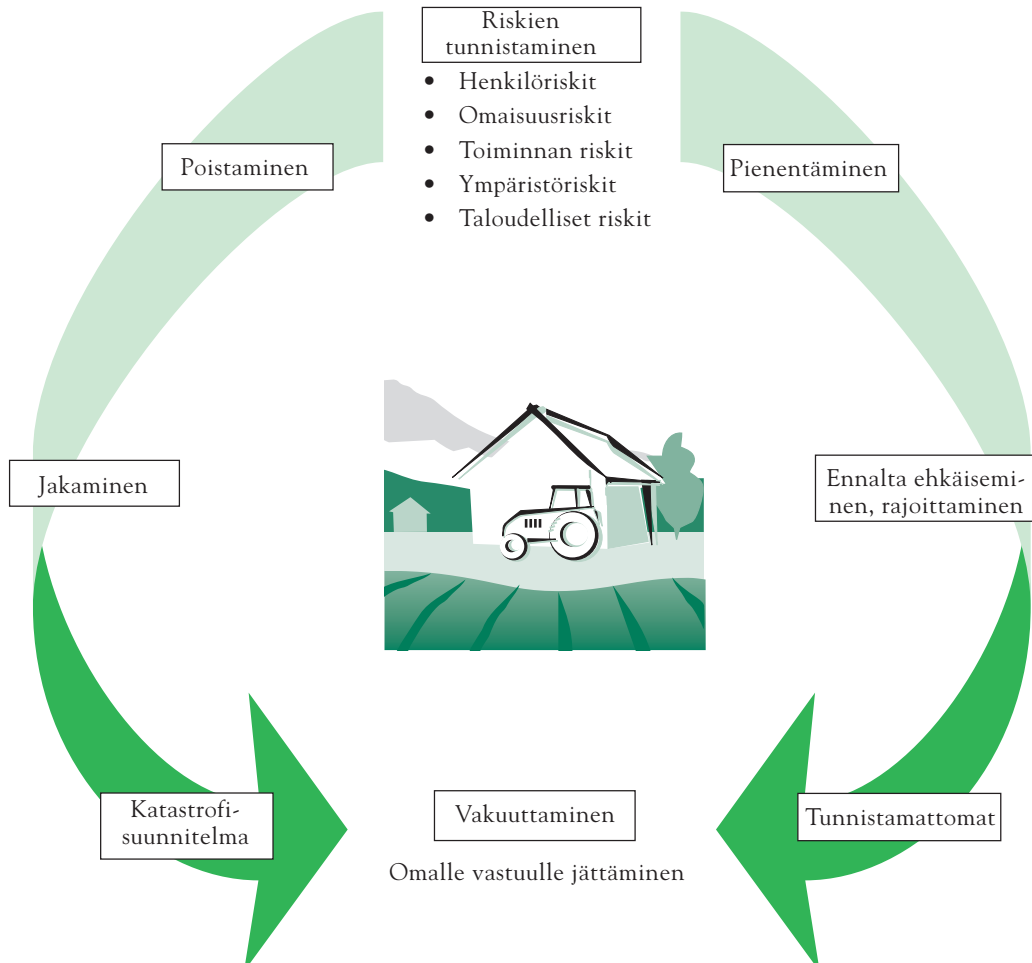 Riskien
tunnistaminen
• Henkilöriskit
• Omaisuusriskit
• Toiminnan riskit
• Ympäristöriskit
• Taloudelliset riskit
Poistaminen
Pienentäminen
Jakaminen
Ennalta ehkäisemi-
nen, rajoittaminen
Katastrofi-
suunnitelma
Vakuuttaminen
Tunnistamattomat
Omalle vastuulle jättäminen